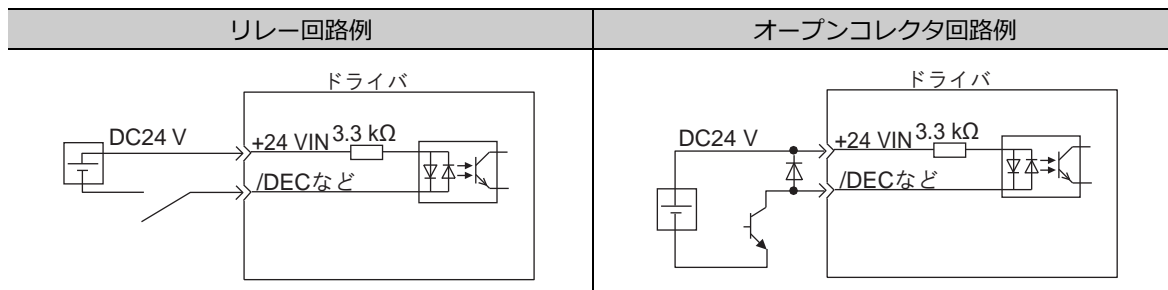 リレー回路例
オープンコレクタ回路例
ドライバ
DC24 V
+24 VIN
3.3 kΩ
/DECなど
ドライバ
DC24 V
+24 VIN
3.3 kΩ
/DECなど